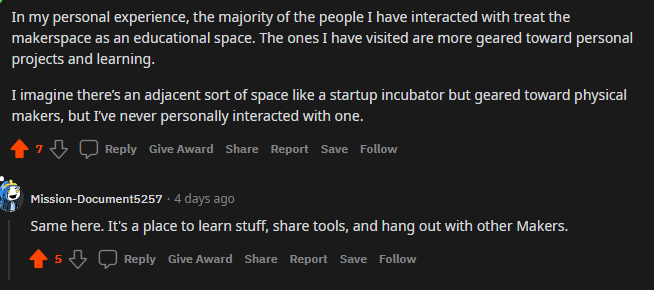 In my personal experience, the majority of the people I have interacted with treat the
makerspace as an educational space. The ones I have visited are more geared toward personal
projects and learning.
I imagine there's an adjacent sort of space like a startup incubator but geared toward physical
makers, but I've never personally interacted with one.
7 Reply Give Award Share Report Save Follow
Mission-Document5257 · 4 days ago
Same here. It's a place to learn stuff, share tools, and hang out with other Makers.
5 Reply Give Award Share Report Save Follow